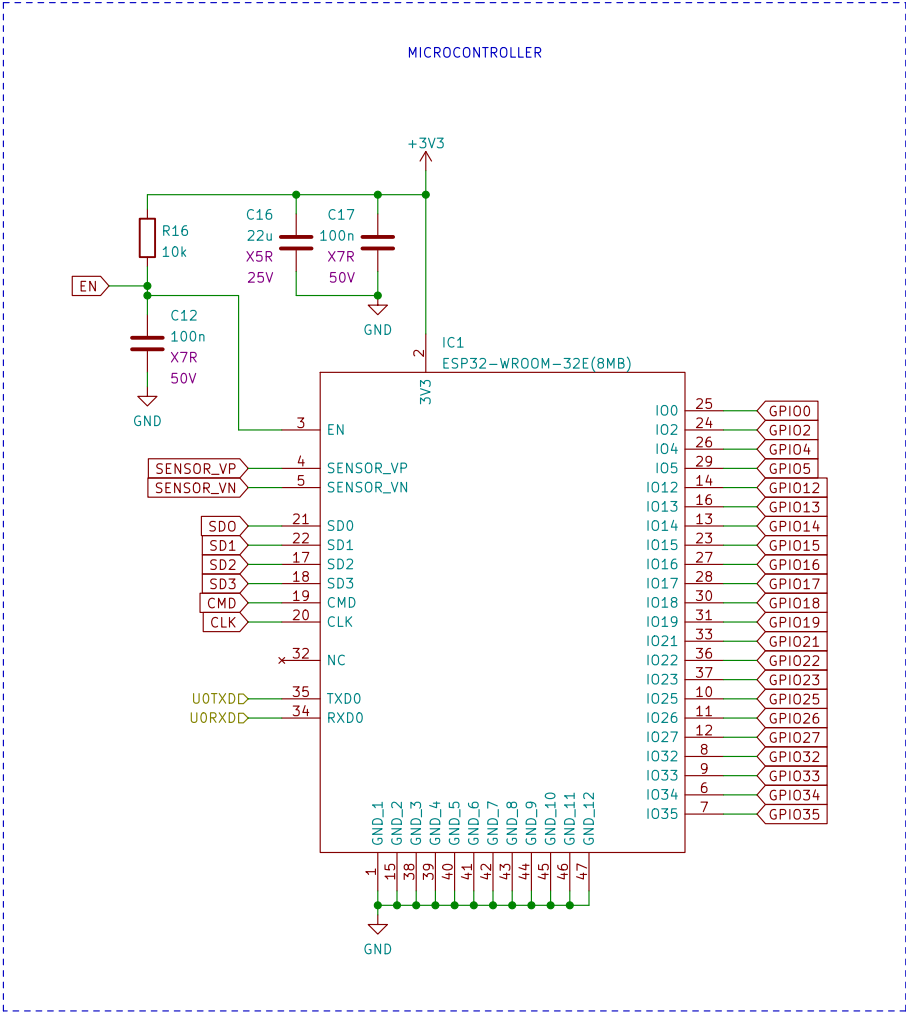 MICROCONTROLLER
+3V3
R16
10k
C16
22u
X5R
25V
C17
100n
X7R
50V
GND
EN
C12
100n
X7R
50V
GND
IC1
ESP32-WROOM-32E(8MB)
2
3V3
3 EN
SENSOR_VP 4 SENSOR_VP
SENSOR_VN 5 SENSOR_VN
SD0 21 SD0
SD1 22 SD1
SD2 17 SD2
SD3 18 SD3
CMD 19 CMD
CLK 20 CLK
32 NC
U0TXD 35 TXD0
U0RXD 34 RXD0
IO0 25 GPIO0
IO2 24 GPIO2
IO4 26 GPIO4
IO5 29 GPIO5
IO12 14 GPIO12
IO13 16 GPIO13
IO14 13 GPIO14
IO15 23 GPIO15
IO16 27 GPIO16
IO17 28 GPIO17
IO18 30 GPIO18
IO19 31 GPIO19
IO21 33 GPIO21
IO22 36 GPIO22
IO23 37 GPIO23
IO25 10 GPIO25
IO26 11 GPIO26
IO27 12 GPIO27
IO32 8 GPIO32
IO33 9 GPIO33
IO34 6 GPIO34
IO35 7 GPIO35
GND_1 GND_2 GND_3 GND_4 GND_5 GND_6 GND_7 GND_8 GND_9 GND_10 GND_11 GND_12
1 15 38 39 40 41 42 43 44 45 46 47
GND